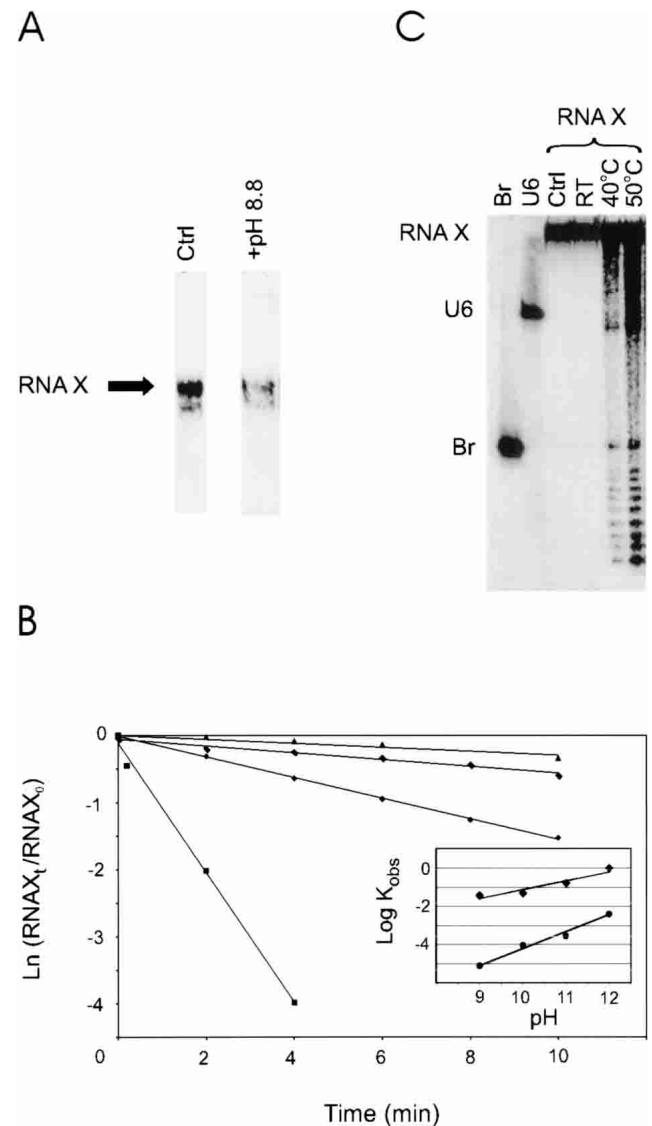 A
Ctrl
+pH 8.8
RNA X
C
RNA X
Br
U6
Ctrl
RT
40°C
50°C
RNA X
U6
Br
B
Ln (RNAXt/RNAX0)
0
-1
-2
-3
-4
0 2 4 6 8 10
Time (min)
Log Kobs
0
-2
-4
9 10 11 12
pH